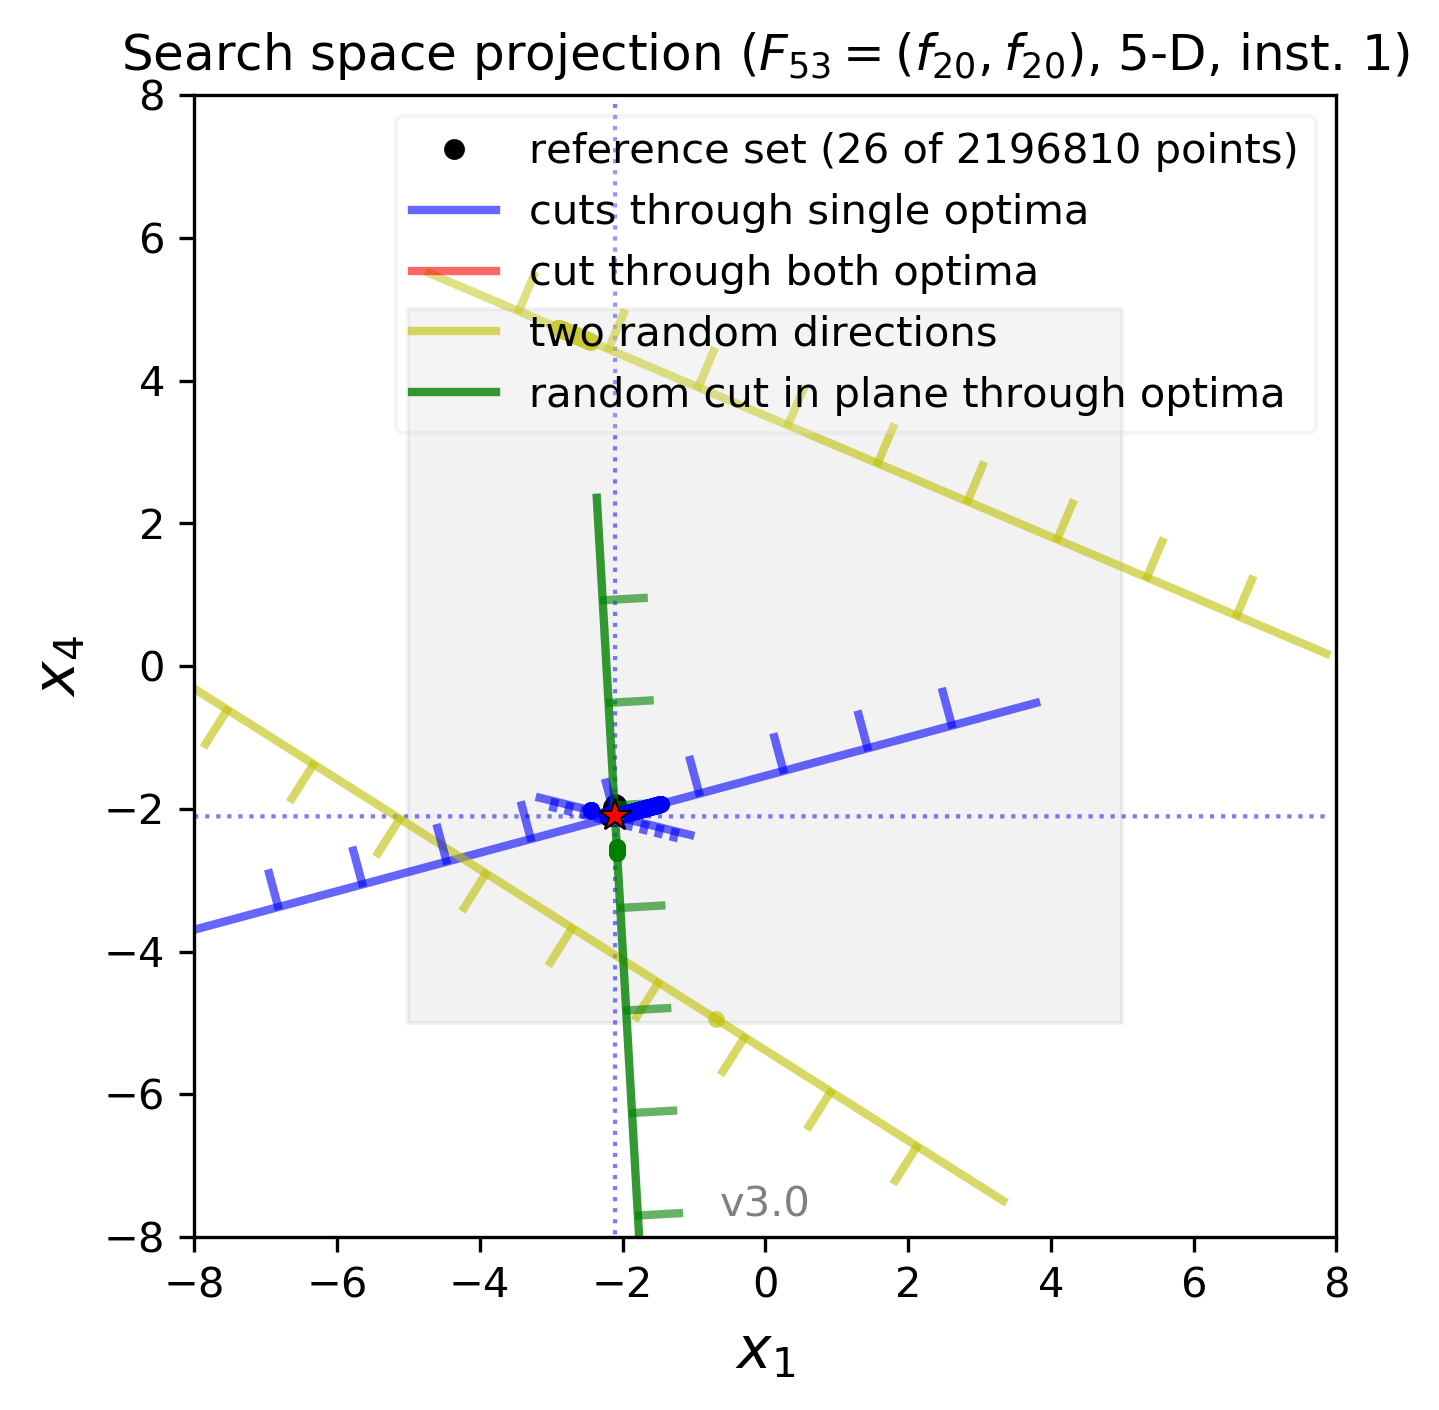 Search space projection (F₅₃ = (f₂₀, f₂₀), 5-D, inst. 1)
reference set (26 of 2196810 points)
cuts through single optima
cut through both optima
two random directions
random cut in plane through optima
8
6
4
2
0
−2
−4
−6
−8
x₄
v3.0
−8 −6 −4 −2 0 2 4 6 8
x₁